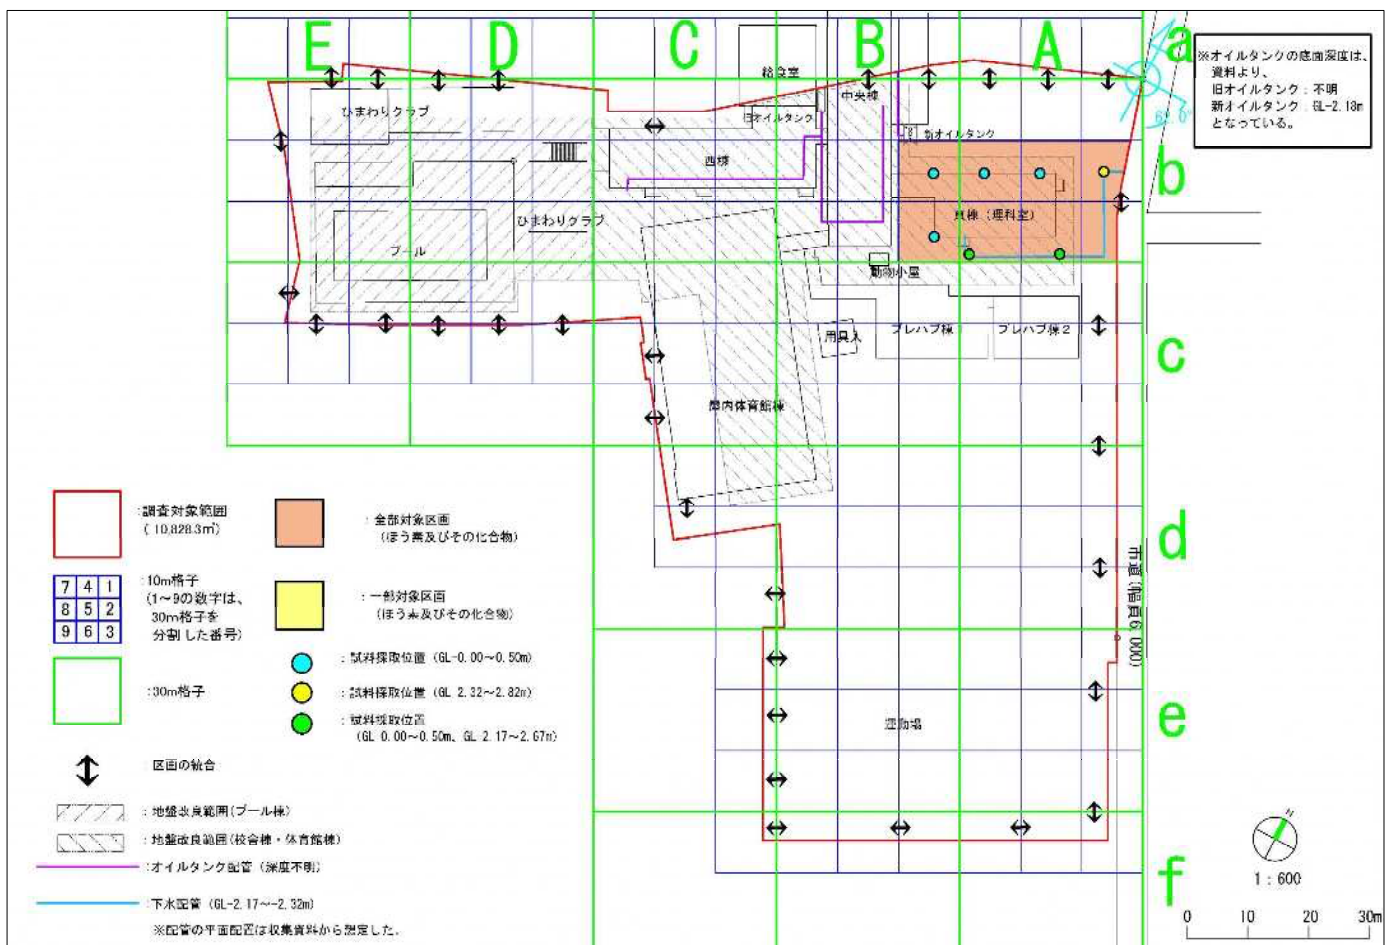 E
D
C
B
A
a
b
c
d
e
f
※オイルタンクの底面深度は、
資料より、
旧オイルタンク：不明
新オイルタンク：GL-2.13m
となっている。
給食室
中央棟
ひまわりクラブ
旧オイルタンク
新オイルタンク
西棟
東棟（理科室）
ひまわりクラブ
プール
動物小屋
用具入
プレハブ棟
プレハブ棟２
屋内体育館棟
市道（幅員6.000）
運動場
：調査対象範囲
（10,828.3㎡）
：全部対象区画
（ほう素及びその化合物）
7 4 1
8 5 2
9 6 3
：10m格子
（1～9の数字は、
30m格子を
分割した番号）
：一部対象区画
（ほう素及びその化合物）
：30m格子
：試料採取位置（GL-0.00～0.50m）
：試料採取位置（GL 2.32～2.82m）
：試料採取位置
（GL 0.00～0.50m、GL 2.17～2.67m）
：区画の統合
：地盤改良範囲(プール棟)
：地盤改良範囲(校舎棟・体育館棟)
：オイルタンク配管（深度不明）
：下水配管（GL-2.17～-2.32m）
※配管の平面配置は収集資料から想定した。
N
1：600
0 10 20 30m